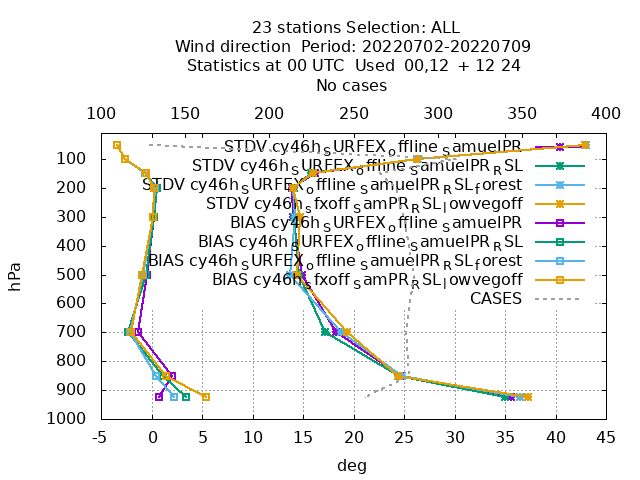 23 stations Selection: ALL
Wind direction  Period: 20220702-20220709
Statistics at 00 UTC  Used  00,12  + 12 24
No cases
100 150 200 250 300 350 400
STDV cy46h_SURFEX_offline_SamuelPR
100
STDV cy46h_SURFEX_offline_SamuelPR_RSL
STDV cy46h_SURFEX_offline_SamuelPR_RSL_forest
200
STDV cy46h_sfxoff_SamPR_RSL_lowvegoff
300
BIAS cy46h_SURFEX_offline_SamuelPR
BIAS cy46h_SURFEX_offline_SamuelPR_RSL
400
BIAS cy46h_SURFEX_offline_SamuelPR_RSL_forest
500
BIAS cy46h_sfxoff_SamPR_RSL_lowvegoff
CASES
600
700
800
900
1000
hPa
-5 0 5 10 15 20 25 30 35 40 45
deg